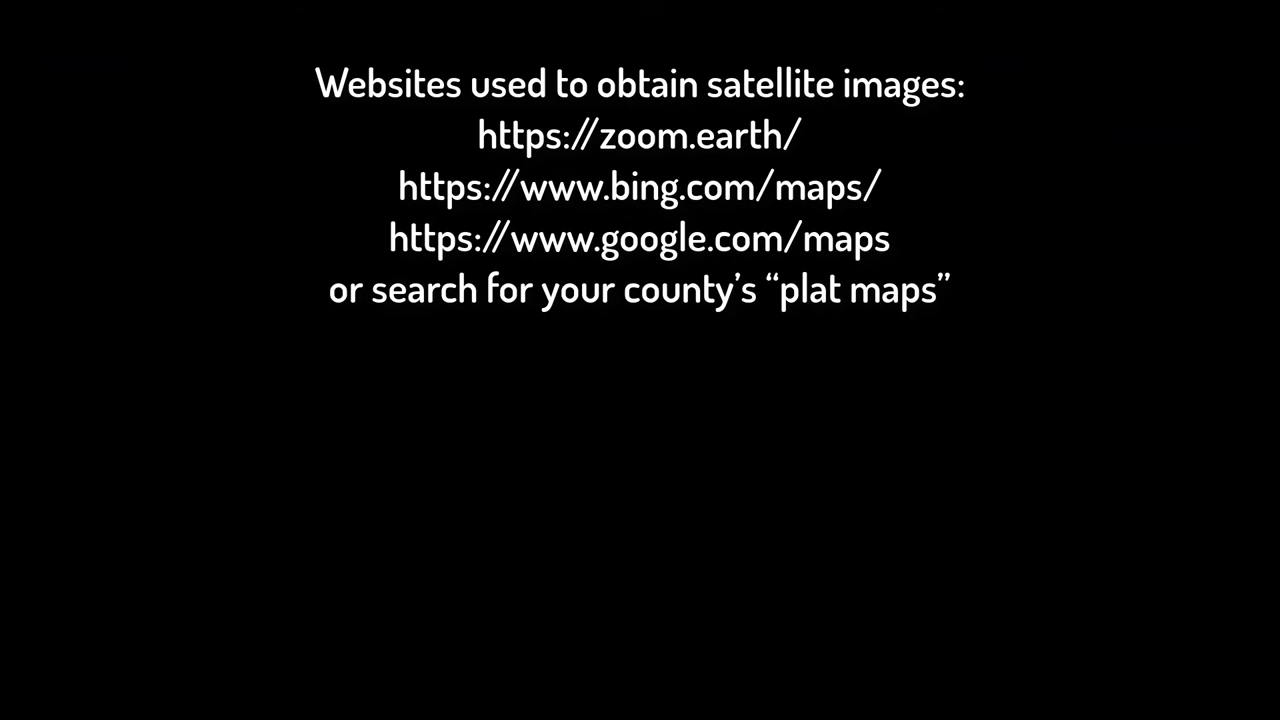 Websites used to obtain satellite images:
https://zoom.earth/
https://www.bing.com/maps/
https://www.google.com/maps
or search for your county’s “plat maps”